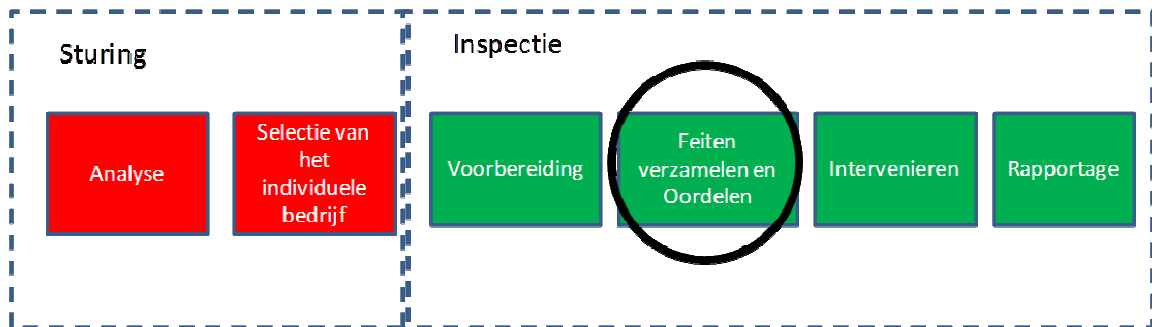 Sturing
Analyse
Selectie van
het
individuele
bedrijf
Inspectie
Voorbereiding
Feiten
verzamelen en
Oordelen
Intervenieren
Rapportage